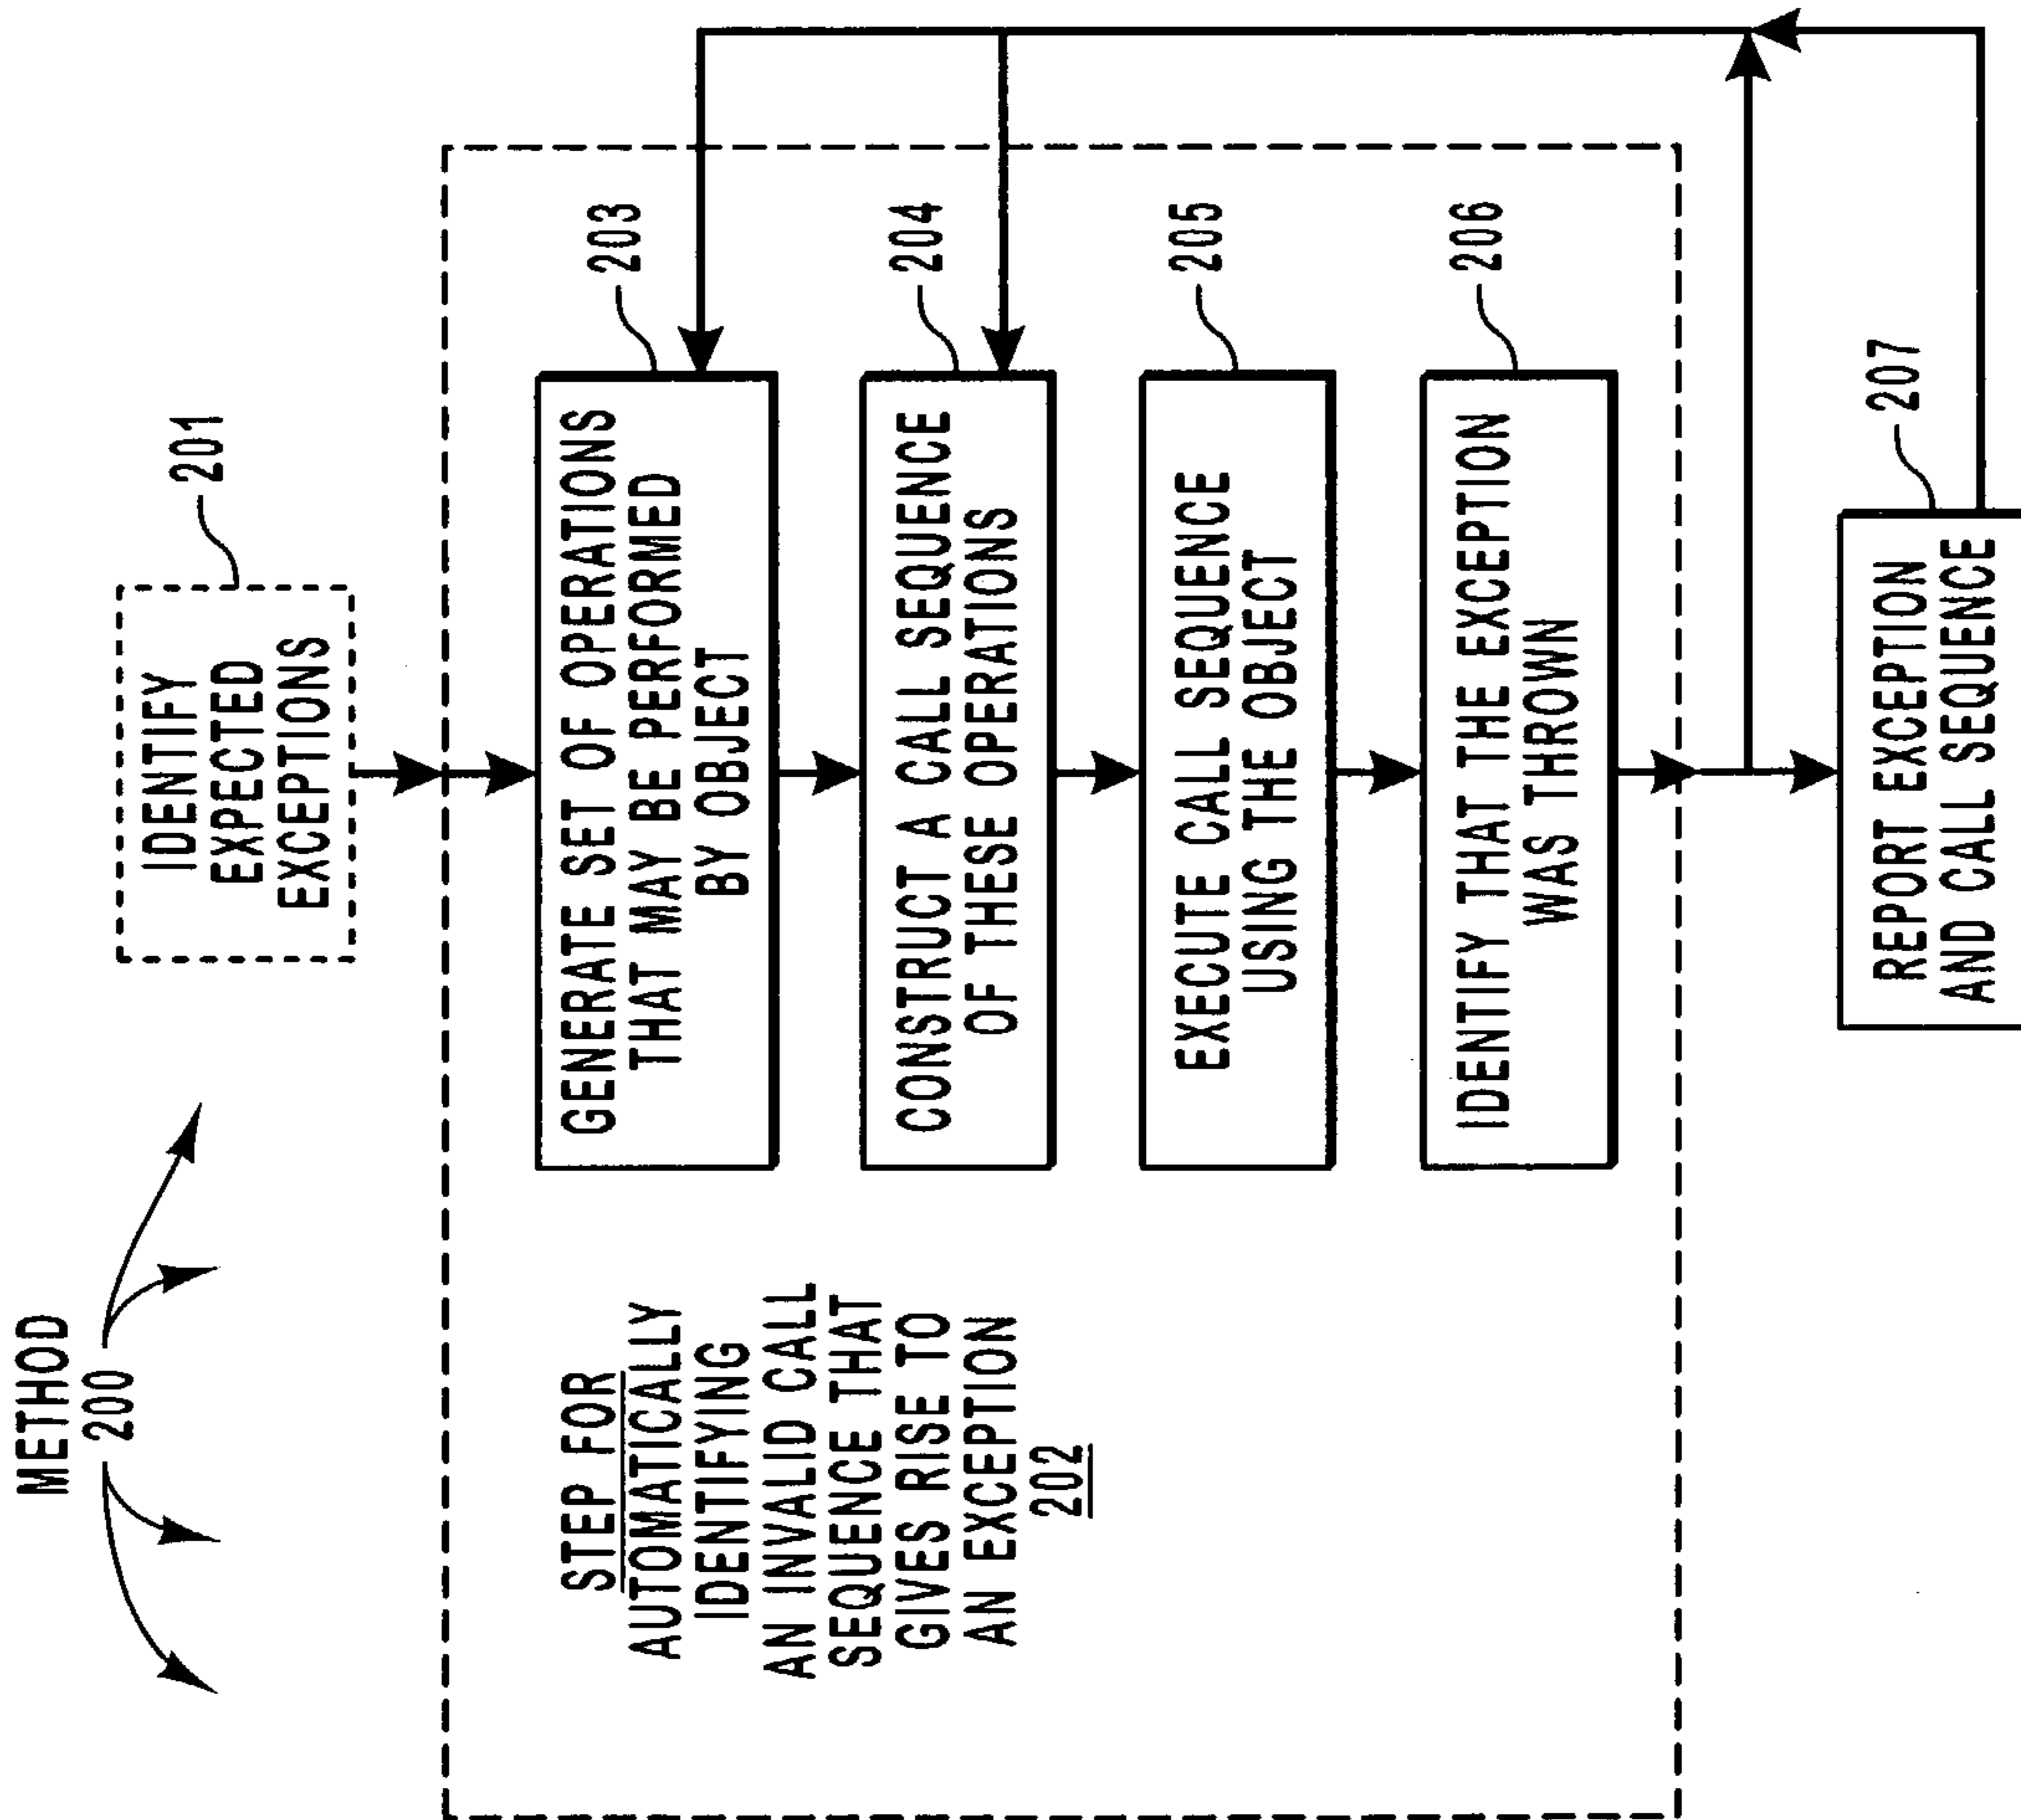 METHOD
200
IDENTIFY
EXPECTED
EXCEPTIONS
201
STEP FOR
AUTOMATICALLY
IDENTIFYING
AN INVALID CALL
SEQUENCE THAT
GIVES RISE TO
AN EXCEPTION
202
GENERATE SET OF OPERATIONS
THAT MAY BE PERFORMED
BY OBJECT
203
CONSTRUCT A CALL SEQUENCE
OF THESE OPERATIONS
204
EXECUTE CALL SEQUENCE
USING THE OBJECT
205
IDENTIFY THAT THE EXCEPTION
WAS THROWN
206
REPORT EXCEPTION
AND CALL SEQUENCE
207